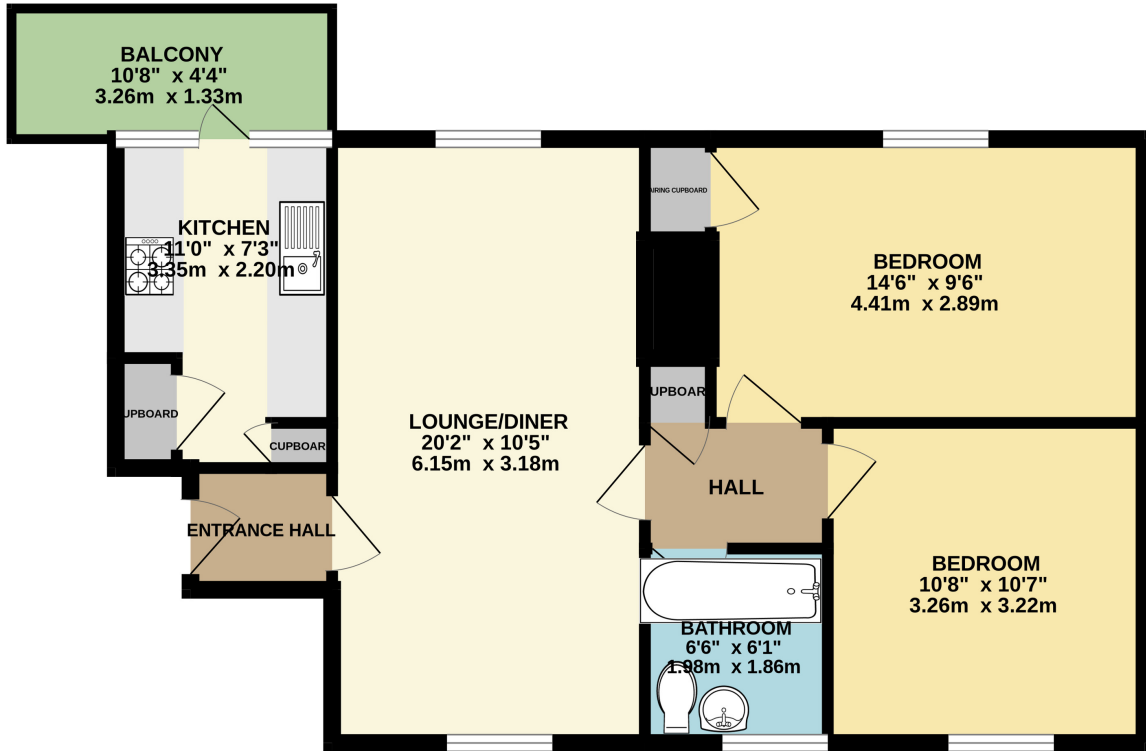 BALCONY
10'8" x 4'4"
3.26m x 1.33m
KITCHEN
11'0" x 7'3"
3.35m x 2.20m
AIRING CUPBOARD
BEDROOM
14'6" x 9'6"
4.41m x 2.89m
UPBOARD
CUPBOAR
UPBOAR
LOUNGE/DINER
20'2" x 10'5"
6.15m x 3.18m
HALL
ENTRANCE HALL
BEDROOM
10'8" x 10'7"
3.26m x 3.22m
BATHROOM
6'6" x 6'1"
1.98m x 1.86m